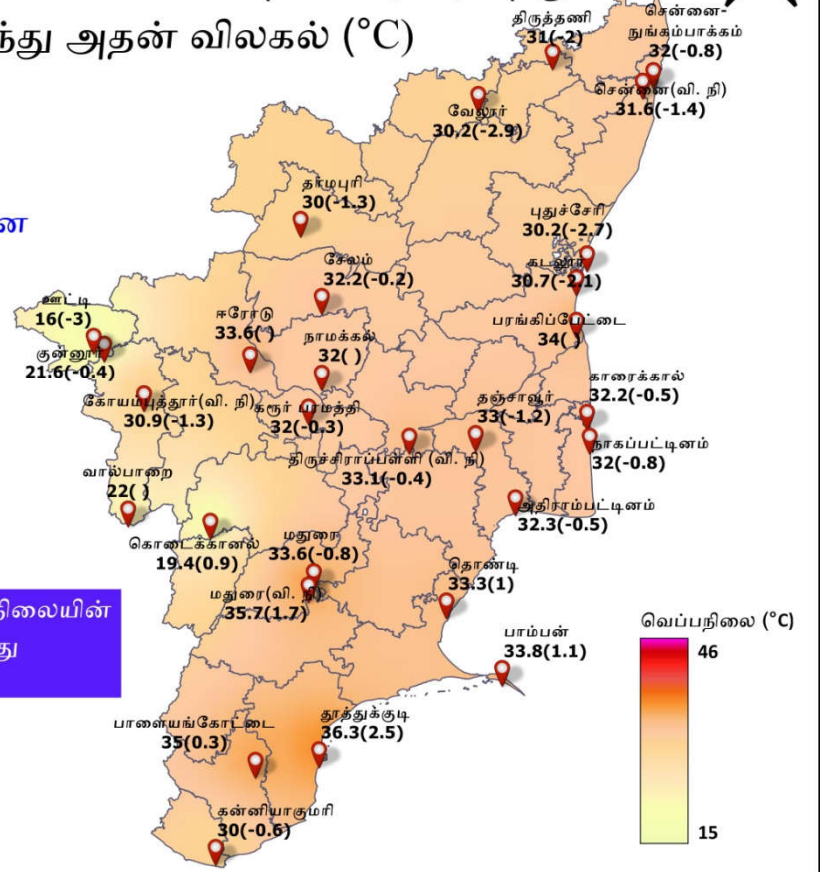 அதன் விலகல் (°C)
திருத்தணி
31(-2)
சென்னை-
நுங்கம்பாக்கம்
32(-0.8)
சென்னை(வி. நி)
31.6(-1.4)
வேலூர்
30.2(-2.9)
தர்மபுரி
30(-1.3)
புதுச்சேரி
30.2(-2.7)
கடலூர்
30.7(-2.1)
சேலம்
32.2(-0.2)
ஊட்டி
16(-3)
ஈரோடு
33.6( )
நாமக்கல்
32( )
பரங்கிப்பேட்டை
34( )
குன்னூர்
21.6(-0.4)
கோயம்புத்தூர்(வி. நி)
30.9(-1.3)
கரூர் பரமத்தி
32(-0.3)
தஞ்சாவூர்
33(-1.2)
காரைக்கால்
32.2(-0.5)
நாகப்பட்டினம்
32(-0.8)
திருச்சிராப்பள்ளி (வி. நி)
33.1(-0.4)
வால்பாறை
22( )
அதிராம்பட்டினம்
32.3(-0.5)
கொடைக்கானல்
19.4(0.9)
மதுரை
33.6(-0.8)
தொண்டி
33.3(1)
மதுரை(வி. நி)
35.7(1.7)
பாம்பன்
33.8(1.1)
வெப்பநிலை (°C)
46
15
பாளையங்கோட்டை
35(0.3)
தூத்துக்குடி
36.3(2.5)
கன்னியாகுமரி
30(-0.6)